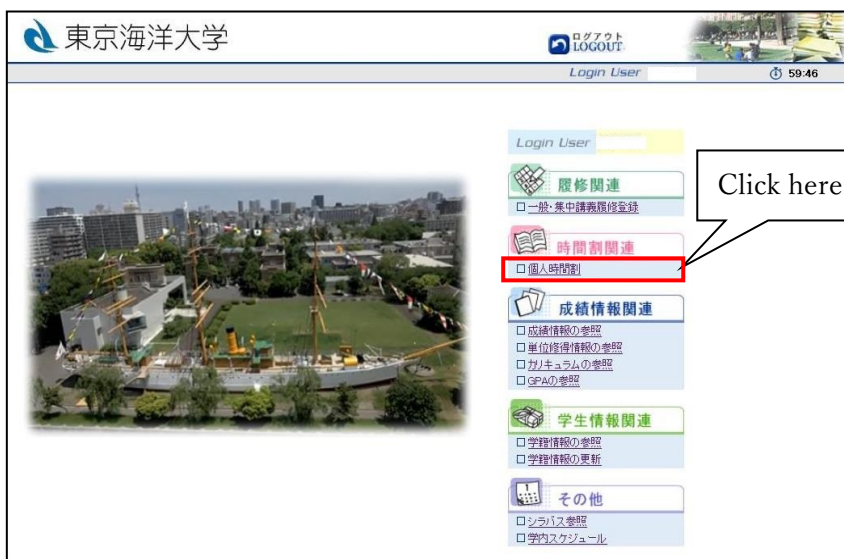 東京海洋大学
ログアウト
LOGOUT
Login User
59:46
Login User
履修関連
一般・集中講義履修登録
Click here
時間割関連
個人時間割
成績情報関連
成績情報の参照
単位修得情報の参照
カリキュラムの参照
GPAの参照
学生情報関連
学籍情報の参照
学籍情報の更新
その他
シラバス参照
学内スケジュール